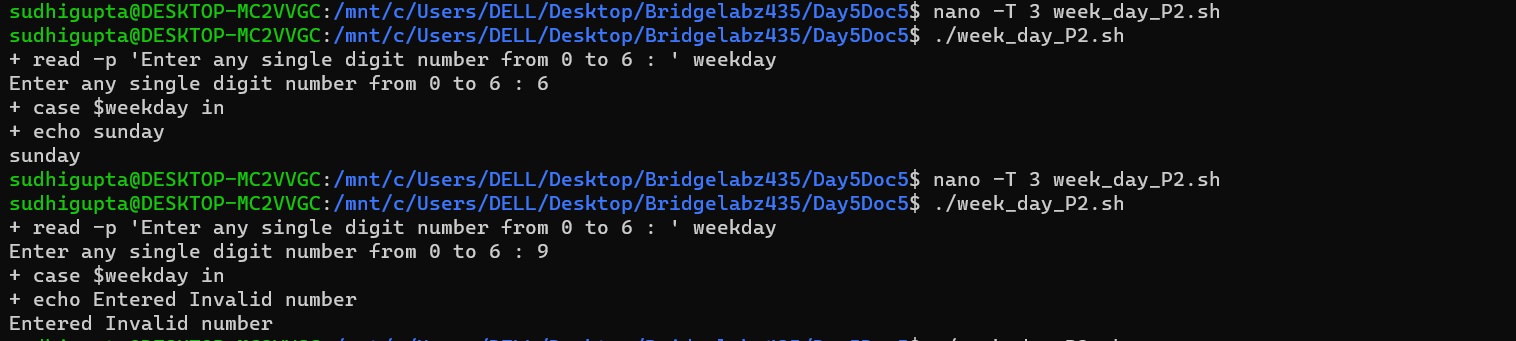 sudhigupta@DESKTOP-MC2VVGC:/mnt/c/Users/DELL/Desktop/Bridgelabz435/Day5Doc5$ nano -T 3 week_day_P2.sh
sudhigupta@DESKTOP-MC2VVGC:/mnt/c/Users/DELL/Desktop/Bridgelabz435/Day5Doc5$ ./week_day_P2.sh
+ read -p 'Enter any single digit number from 0 to 6 : ' weekday
Enter any single digit number from 0 to 6 : 6
+ case $weekday in
+ echo sunday
sunday
sudhigupta@DESKTOP-MC2VVGC:/mnt/c/Users/DELL/Desktop/Bridgelabz435/Day5Doc5$ nano -T 3 week_day_P2.sh
sudhigupta@DESKTOP-MC2VVGC:/mnt/c/Users/DELL/Desktop/Bridgelabz435/Day5Doc5$ ./week_day_P2.sh
+ read -p 'Enter any single digit number from 0 to 6 : ' weekday
Enter any single digit number from 0 to 6 : 9
+ case $weekday in
+ echo Entered Invalid number
Entered Invalid number